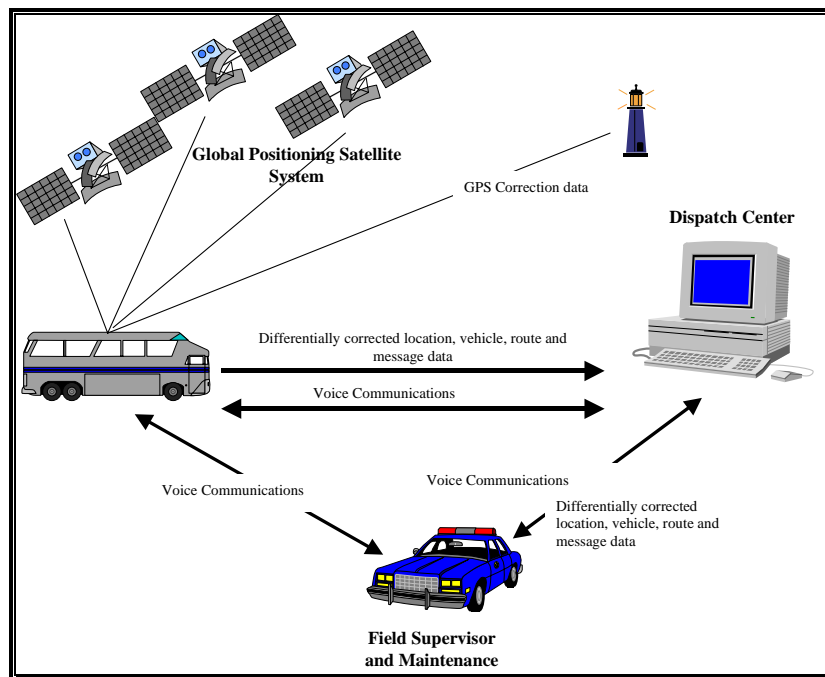 Global Positioning Satellite
System
GPS Correction data
Dispatch Center
Differentially corrected location, vehicle, route and
message data
Voice Communications
Voice Communications
Voice Communications
Differentially corrected
location, vehicle, route and
message data
Field Supervisor
and Maintenance